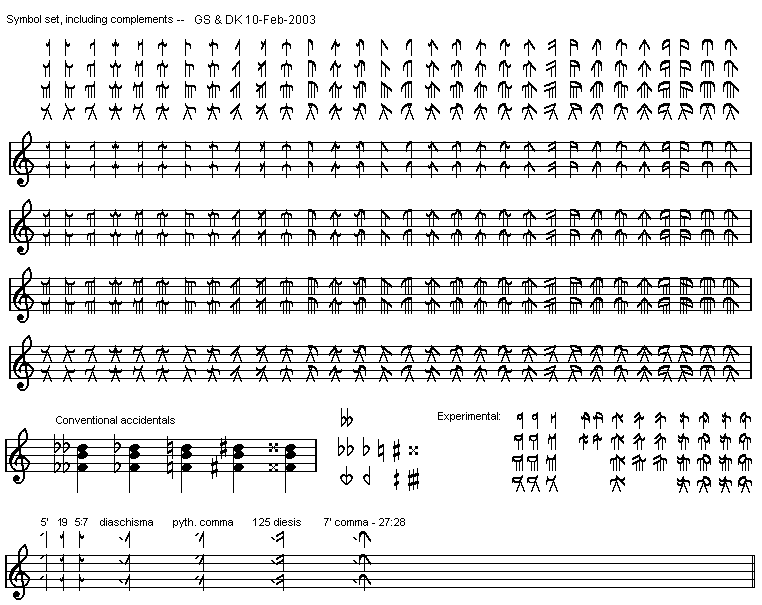 Symbol set, including complements -- GS & DK 10-Feb-2003
Conventional accidentals
Experimental:
5' 19 5:7 diaschisma pyth. comma 125 diesis 7' comma - 27:28